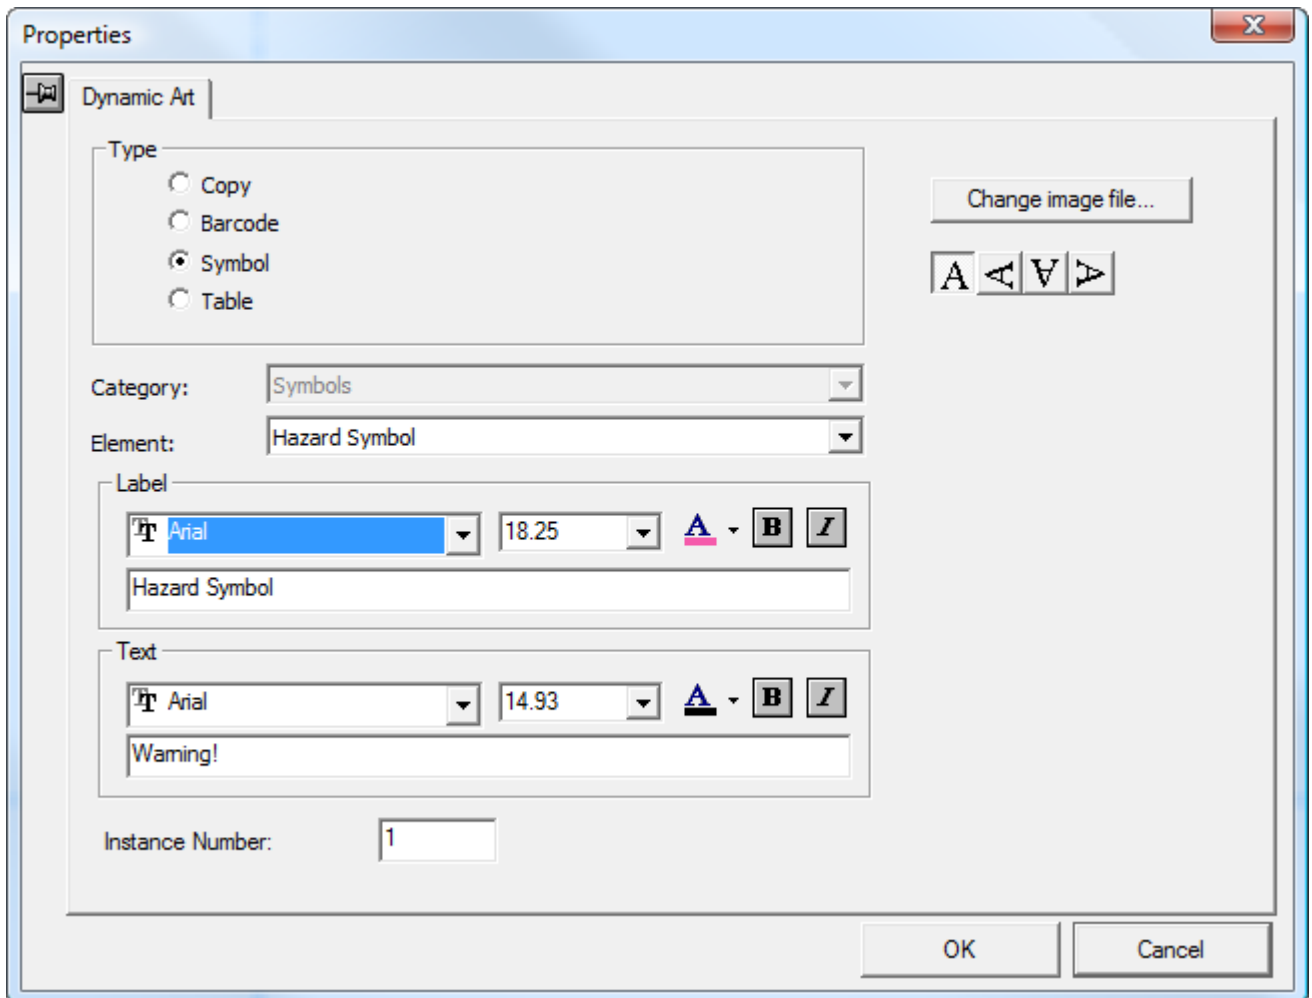 Properties
Dynamic Art
Type
Copy
Barcode
Symbol
Table
Change image file...
A A A A
Category: Symbols
Element: Hazard Symbol
Label
Arial 18.25 A B I
Hazard Symbol
Text
Arial 14.93 A B I
Warning!
Instance Number: 1
OK Cancel